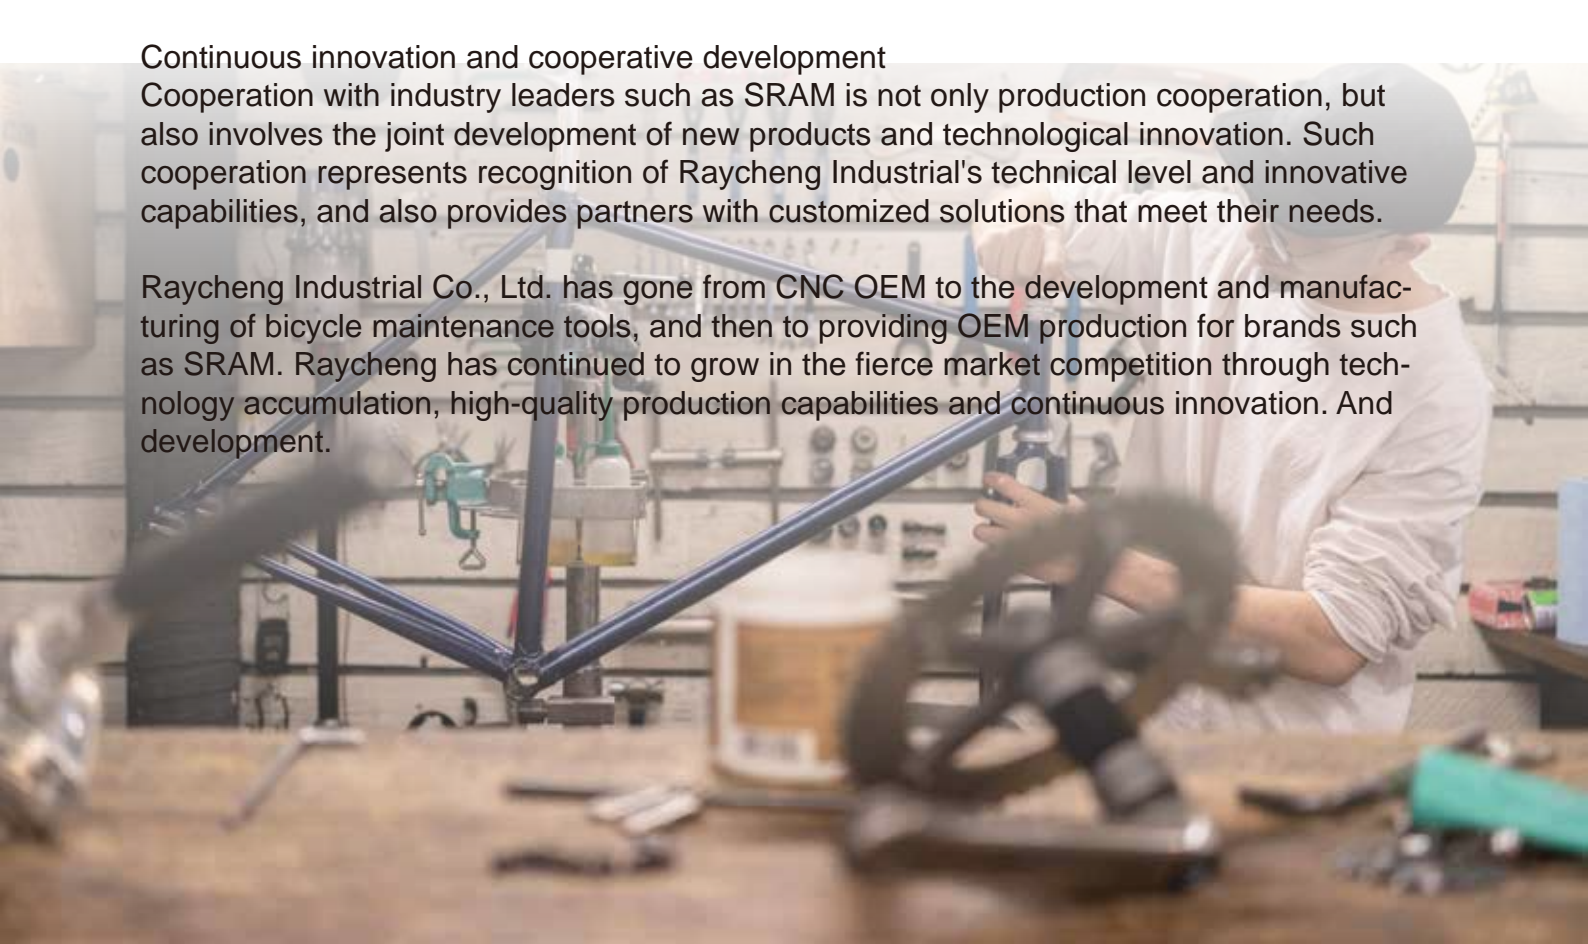 Continuous innovation and cooperative development
Cooperation with industry leaders such as SRAM is not only production cooperation, but
also involves the joint development of new products and technological innovation. Such
cooperation represents recognition of Raycheng Industrial's technical level and innovative
capabilities, and also provides partners with customized solutions that meet their needs.
Raycheng Industrial Co., Ltd. has gone from CNC OEM to the development and manufac-
turing of bicycle maintenance tools, and then to providing OEM production for brands such
as SRAM. Raycheng has continued to grow in the fierce market competition through tech-
nology accumulation, high-quality production capabilities and continuous innovation. And
development.